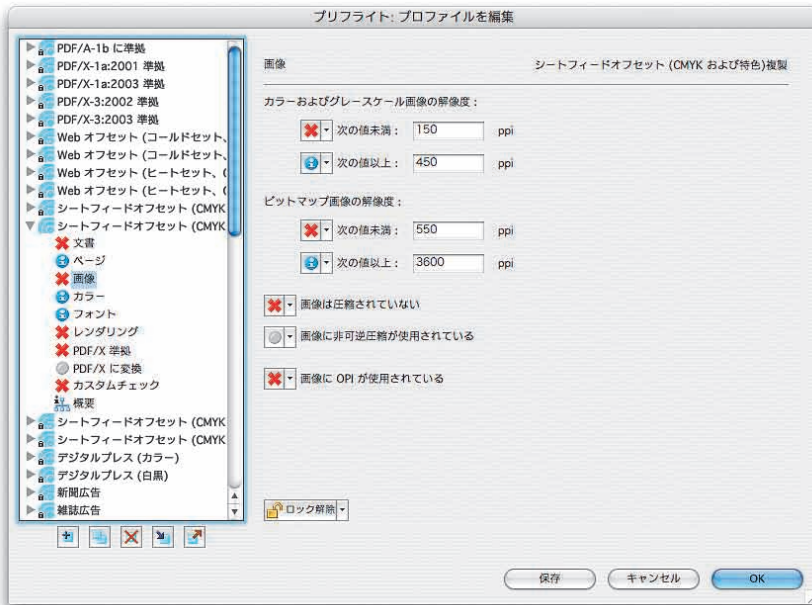 プリフライト: プロファイルを編集
PDF/A-1b に準拠
PDF/X-1a:2001 準拠
PDF/X-1a:2003 準拠
PDF/X-3:2002 準拠
PDF/X-3:2003 準拠
Web オフセット (コールドセット、
Web オフセット (コールドセット、
Web オフセット (ヒートセット、(
Web オフセット (ヒートセット、(
シートフィードオフセット (CMYK
シートフィードオフセット (CMYK
文書
ページ
画像
カラー
フォント
レンダリング
PDF/X 準拠
PDF/X に変換
カスタムチェック
概要
シートフィードオフセット (CMYK
シートフィードオフセット (CMYK
デジタルプレス (カラー)
デジタルプレス (白黒)
新聞広告
雑誌広告
画像 シートフィードオフセット (CMYK および特色)複製
カラーおよびグレースケール画像の解像度：
次の値未満： 150 ppi
次の値以上： 450 ppi
ビットマップ画像の解像度：
次の値未満： 550 ppi
次の値以上： 3600 ppi
画像は圧縮されていない
画像に非可逆圧縮が使用されている
画像に OPI が使用されている
ロック解除
保存 キャンセル OK